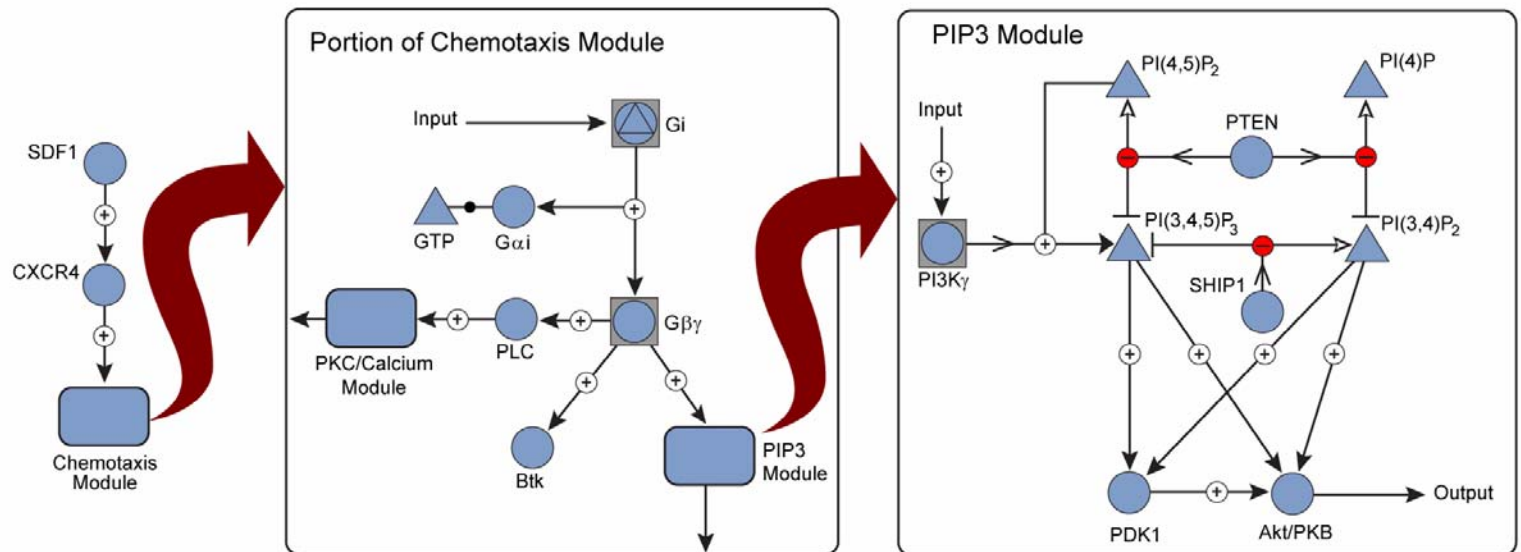 SDF1
+
CXCR4
+
Chemotaxis
Module
Portion of Chemotaxis Module
Input
Gi
+
GTP
Gαi
Gβγ
+
PLC
+
PKC/Calcium
Module
+
+
Btk
PIP3
Module
PIP3 Module
PI(4,5)P2
PI(4)P
Input
PTEN
+
−
−
PI(3,4,5)P3
PI(3,4)P2
+
−
PI3Kγ
SHIP1
+
+
+
+
+
Output
PDK1
Akt/PKB